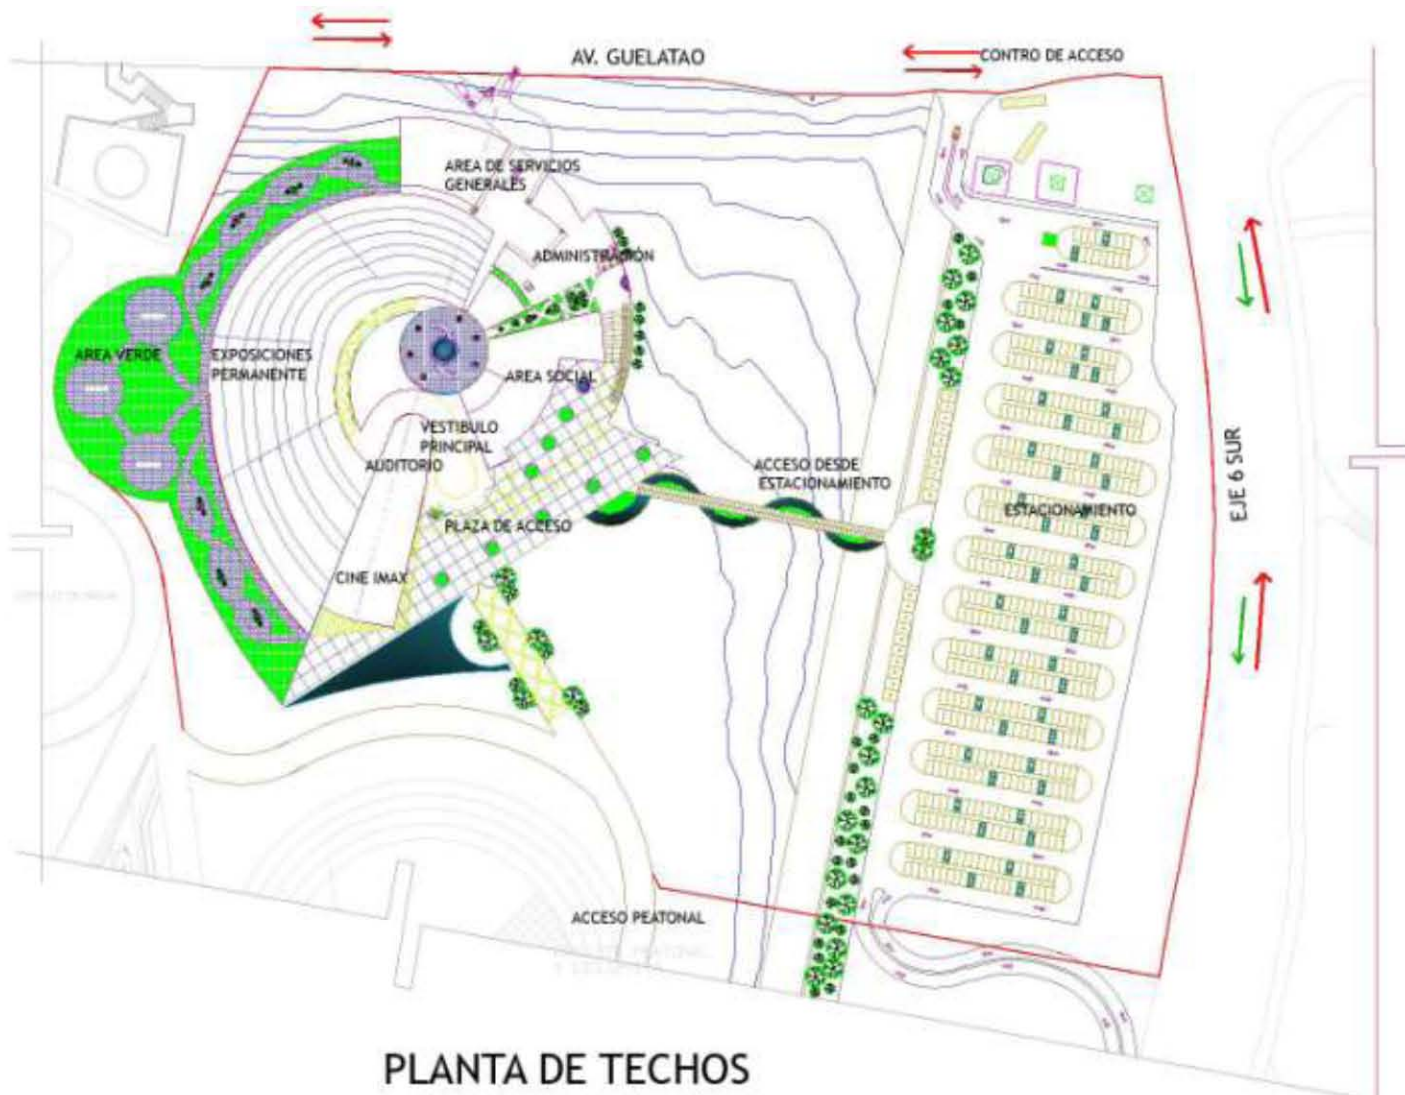 AV. GUELATAO
CONTRO DE ACCESO
AREA DE SERVICIOS
GENERALES
ADMINISTRACIÓN
AREA VERDE
EXPOSICIONES
PERMANENTE
AREA SOCIAL
VESTIBULO
PRINCIPAL
AUDITORIO
ACCESO DESDE
ESTACIONAMIENTO
ESTACIONAMIENTO
EJE 6 SUR
PLAZA DE ACCESO
CINE IMAX
ACCESO PEATONAL
PLANTA DE TECHOS